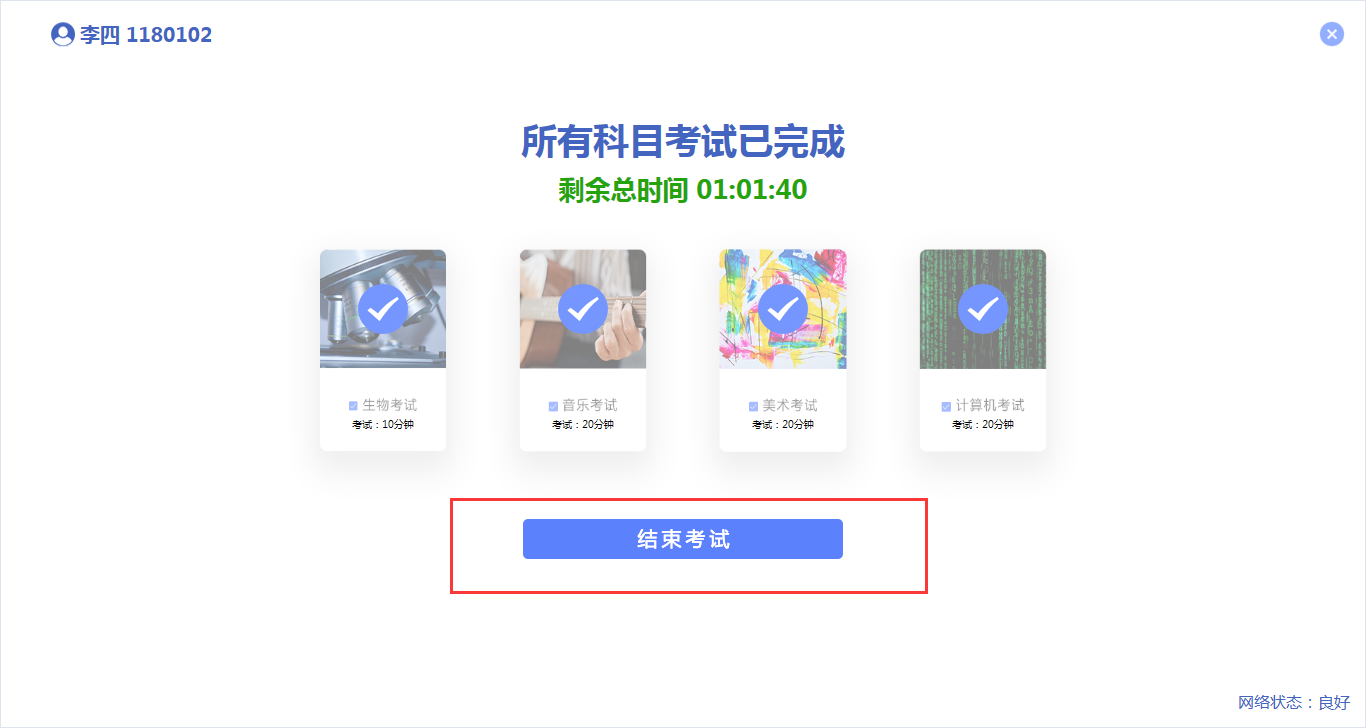 李四 1180102
所有科目考试已完成
剩余总时间 01:01:40
生物考试
考试：10分钟
音乐考试
考试：20分钟
美术考试
考试：20分钟
计算机考试
考试：20分钟
结束考试
网络状态：良好